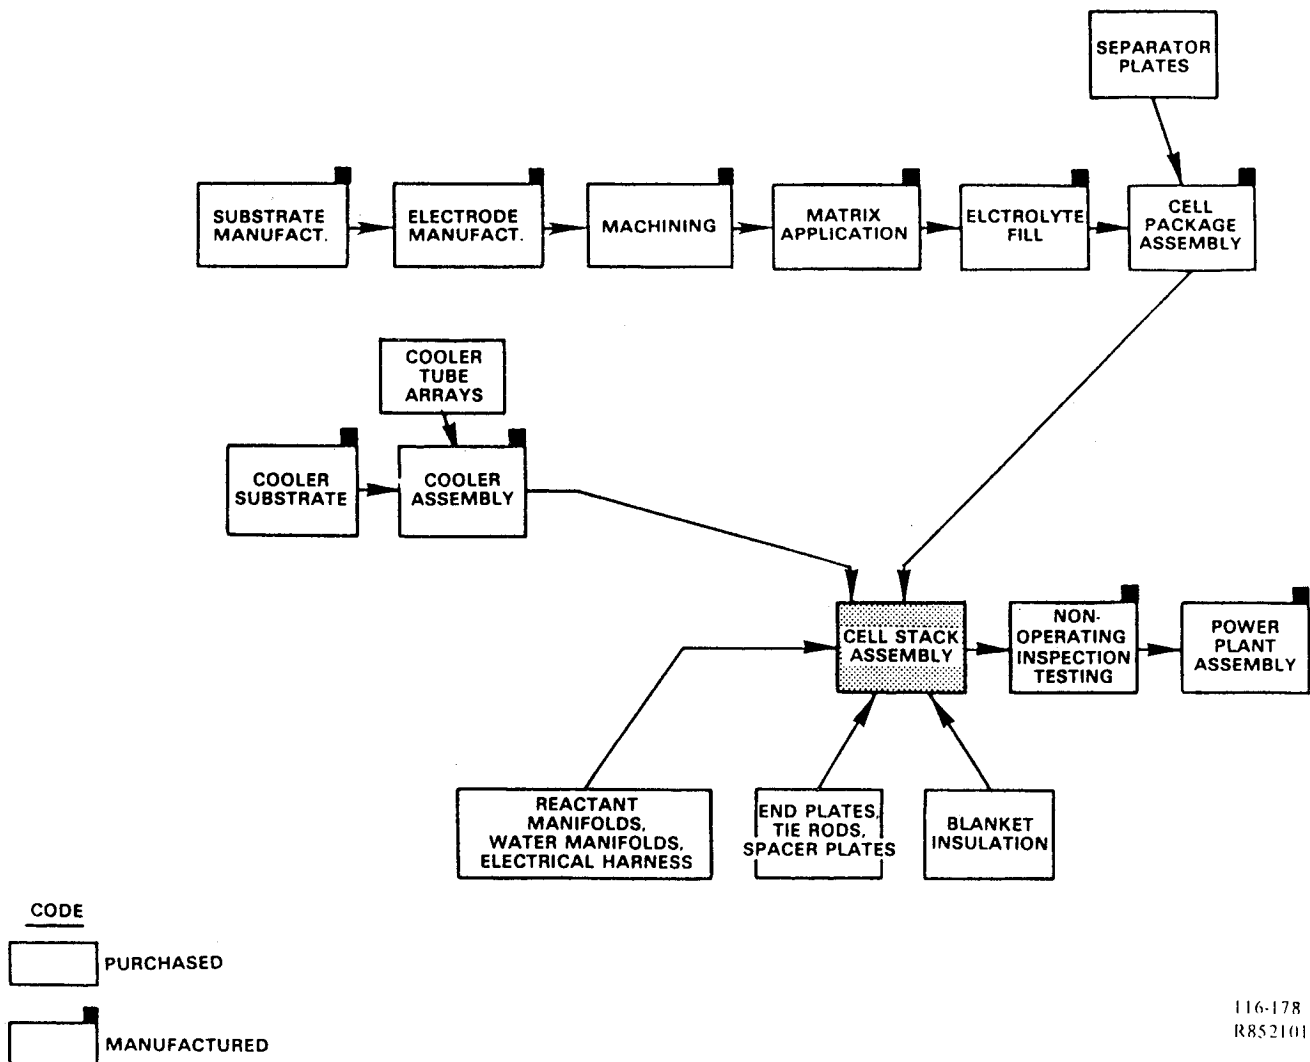 SEPARATOR
PLATES
SUBSTRATE
MANUFACT.
ELECTRODE
MANUFACT.
MACHINING
MATRIX
APPLICATION
ELCTROLYTE
FILL
CELL
PACKAGE
ASSEMBLY
COOLER
TUBE
ARRAYS
COOLER
SUBSTRATE
COOLER
ASSEMBLY
CELL STACK
ASSEMBLY
NON-
OPERATING
INSPECTION
TESTING
POWER
PLANT
ASSEMBLY
REACTANT
MANIFOLDS,
WATER MANIFOLDS,
ELECTRICAL HARNESS
END PLATES,
TIE RODS,
SPACER PLATES
BLANKET
INSULATION
CODE
PURCHASED
MANUFACTURED
116-178
R852101